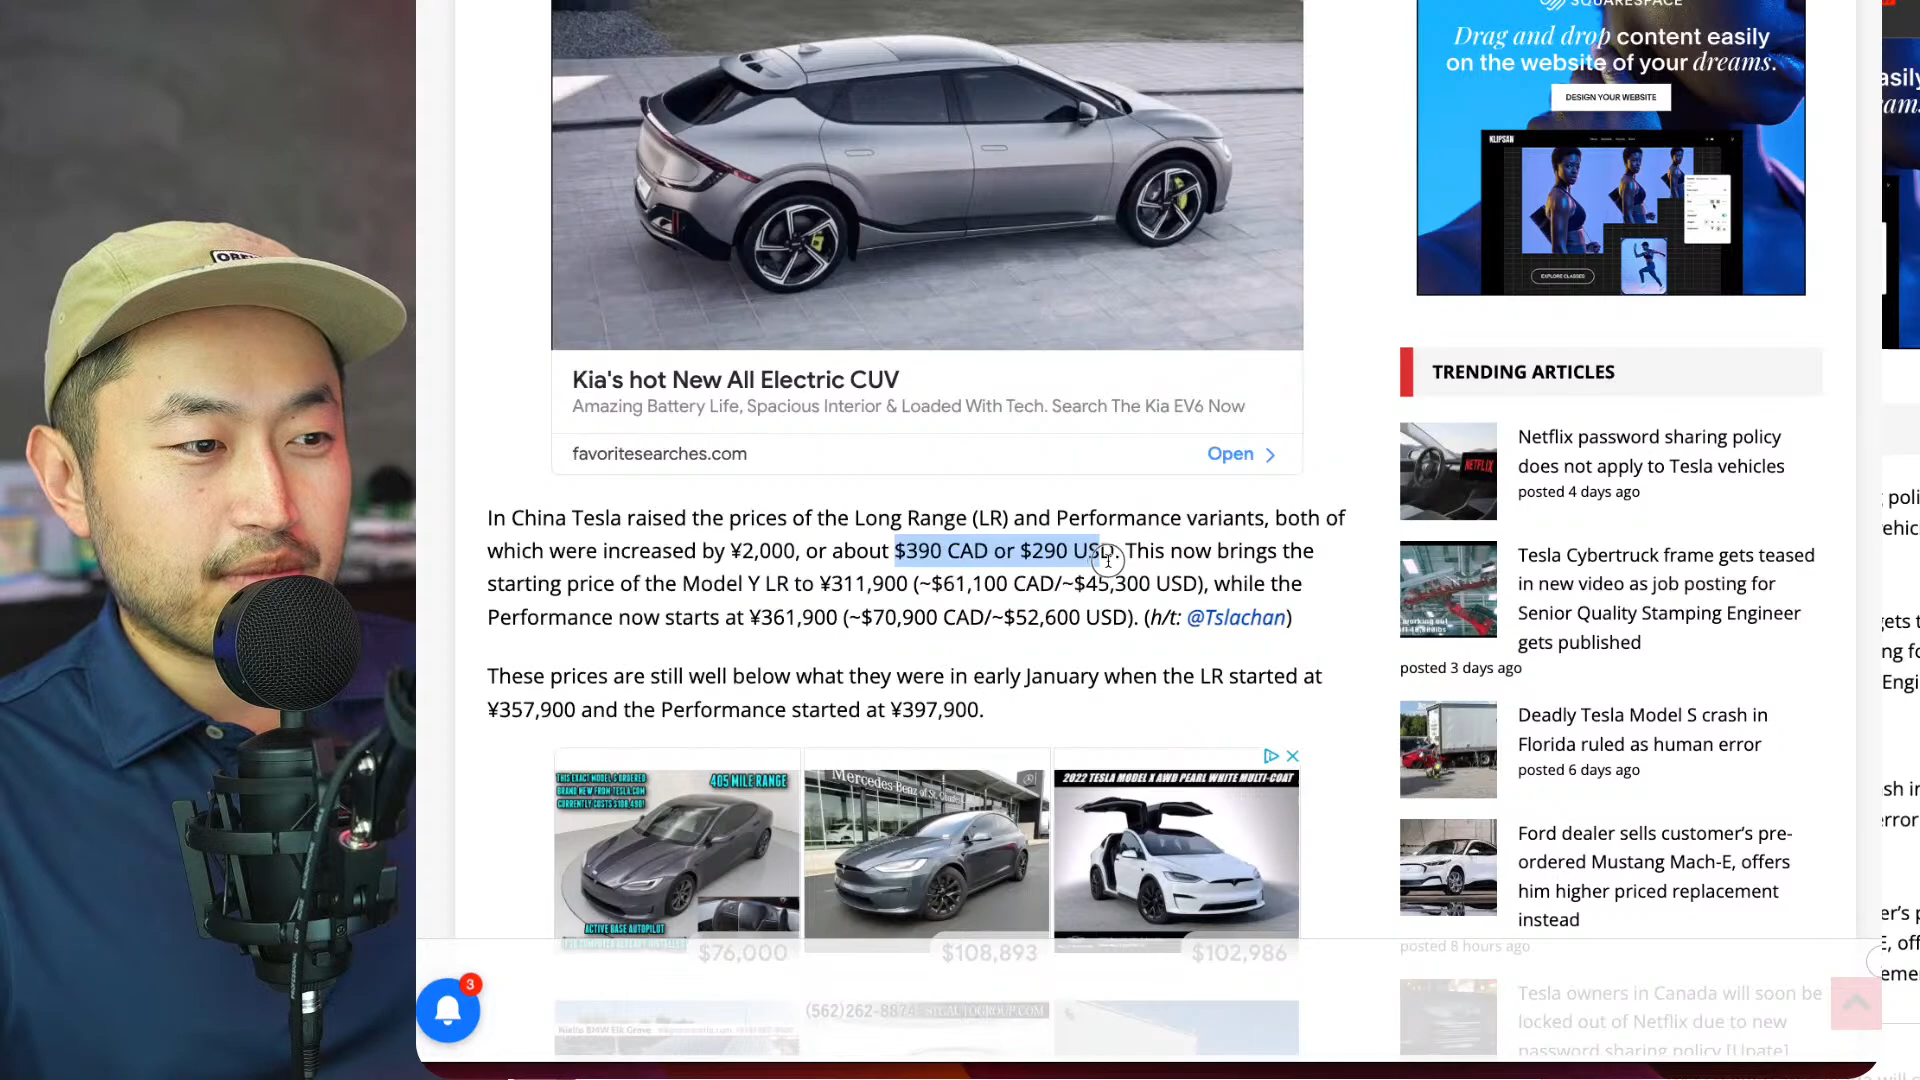 SQUARESPACE
Drag and drop content easily
on the website of your dreams.
DESIGN YOUR WEBSITE
KLIPSAN
EXPLORE CLASSES
Kia's hot New All Electric CUV
Amazing Battery Life, Spacious Interior & Loaded With Tech. Search The Kia EV6 Now
favoritesearches.com
Open
In China Tesla raised the prices of the Long Range (LR) and Performance variants, both of
which were increased by ¥2,000, or about $390 CAD or $290 USD. This now brings the
starting price of the Model Y LR to ¥311,900 (~$61,100 CAD/~$45,300 USD), while the
Performance now starts at ¥361,900 (~$70,900 CAD/~$52,600 USD). (h/t: @Tslachan)
These prices are still well below what they were in early January when the LR started at
¥357,900 and the Performance started at ¥397,900.
THIS EXACT MODEL S ORDERED
BRAND NEW FROM TESLA.COM
CURRENTLY COSTS $108,490!
405 MILE RANGE
ACTIVE BASE AUTOPILOT
$76,000
Mercedes-Benz of St.
$108,893
2022 TESLA MODEL X AWD PEARL WHITE MULTI-COAT
$102,986
(562)262-8874
3
TRENDING ARTICLES
NETFLIX
Netflix password sharing policy
does not apply to Tesla vehicles
posted 4 days ago
Tesla Cybertruck frame gets teased
in new video as job posting for
Senior Quality Stamping Engineer
gets published
posted 3 days ago
Deadly Tesla Model S crash in
Florida ruled as human error
posted 6 days ago
Ford dealer sells customer's pre-
ordered Mustang Mach-E, offers
him higher priced replacement
instead
posted 8 hours ago
Tesla owners in Canada will soon be
locked out of Netflix due to new
password sharing policy [Update]